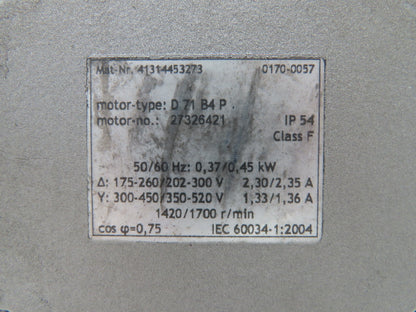 Mat-Nr. 41314453273 0170-0057
motor-type: D 71 B4 P
motor-no.: 27326421 IP 54
Class F
50/60 Hz: 0,37/0,45 kW
Δ: 175-260/202-300 V 2,30/2,35 A
Y: 300-450/350-520 V 1,33/1,36 A
1420/1700 r/min
cos φ=0,75 IEC 60034-1:2004